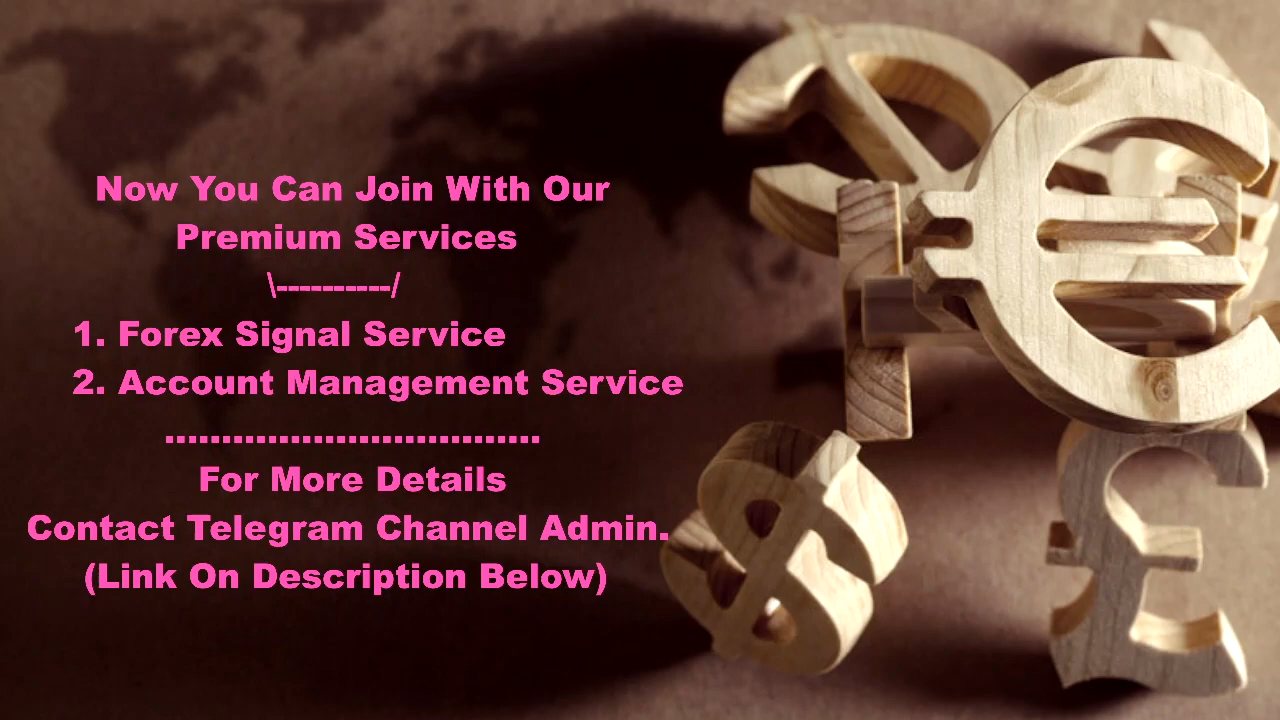 Now You Can Join With Our
Premium Services
\----------/
1. Forex Signal Service
2. Account Management Service
.................................
For More Details
Contact Telegram Channel Admin.
(Link On Description Below)